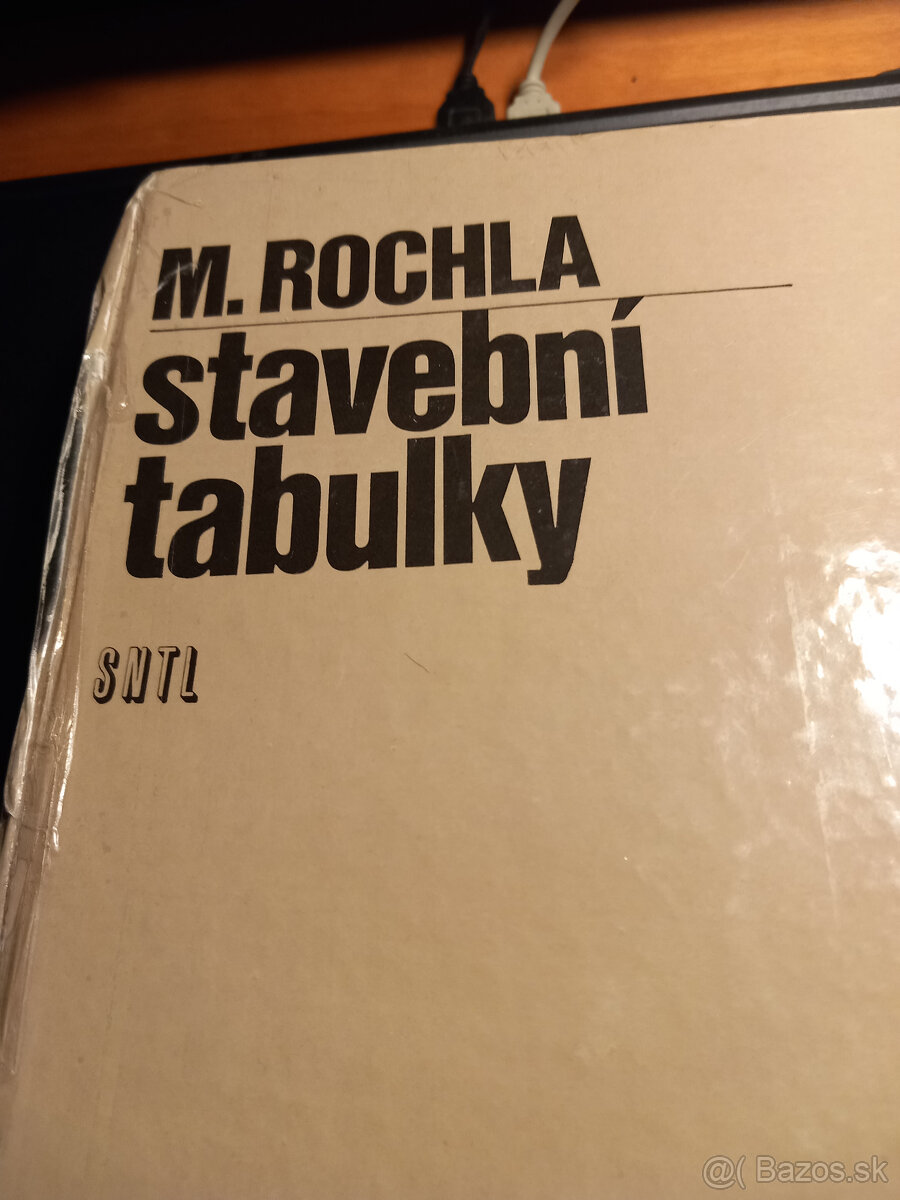 M. ROCHLA
stavební
tabulky
SNTL
@( Bazos.sk